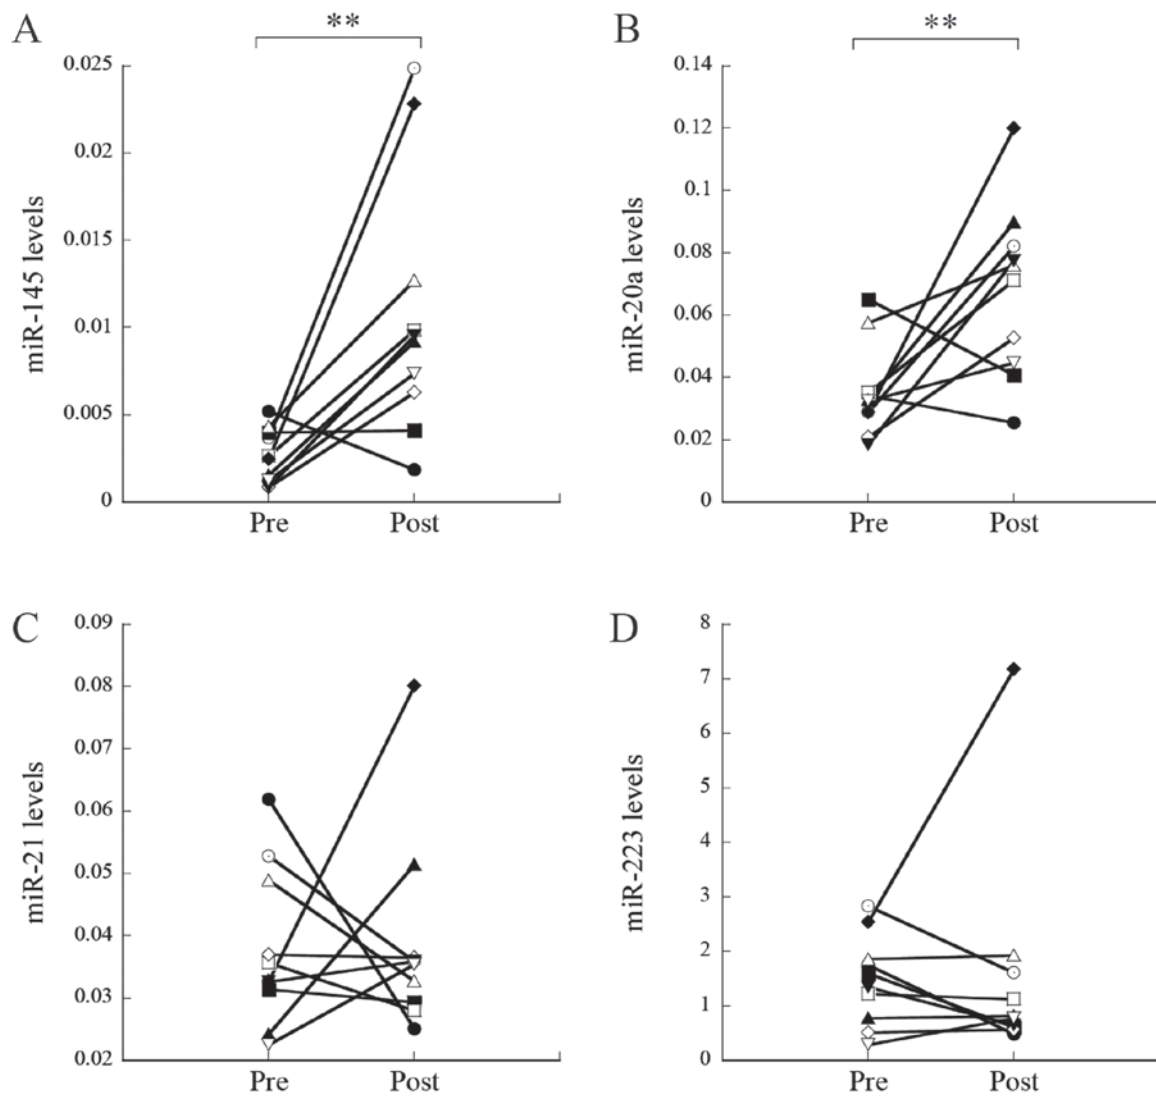 A
**
0.025
0.02
0.015
0.01
0.005
0
miR-145 levels
Pre Post
B
**
0.14
0.12
0.1
0.08
0.06
0.04
0.02
0
miR-20a levels
Pre Post
C
0.09
0.08
0.07
0.06
0.05
0.04
0.03
0.02
miR-21 levels
Pre Post
D
8
7
6
5
4
3
2
1
0
miR-223 levels
Pre Post